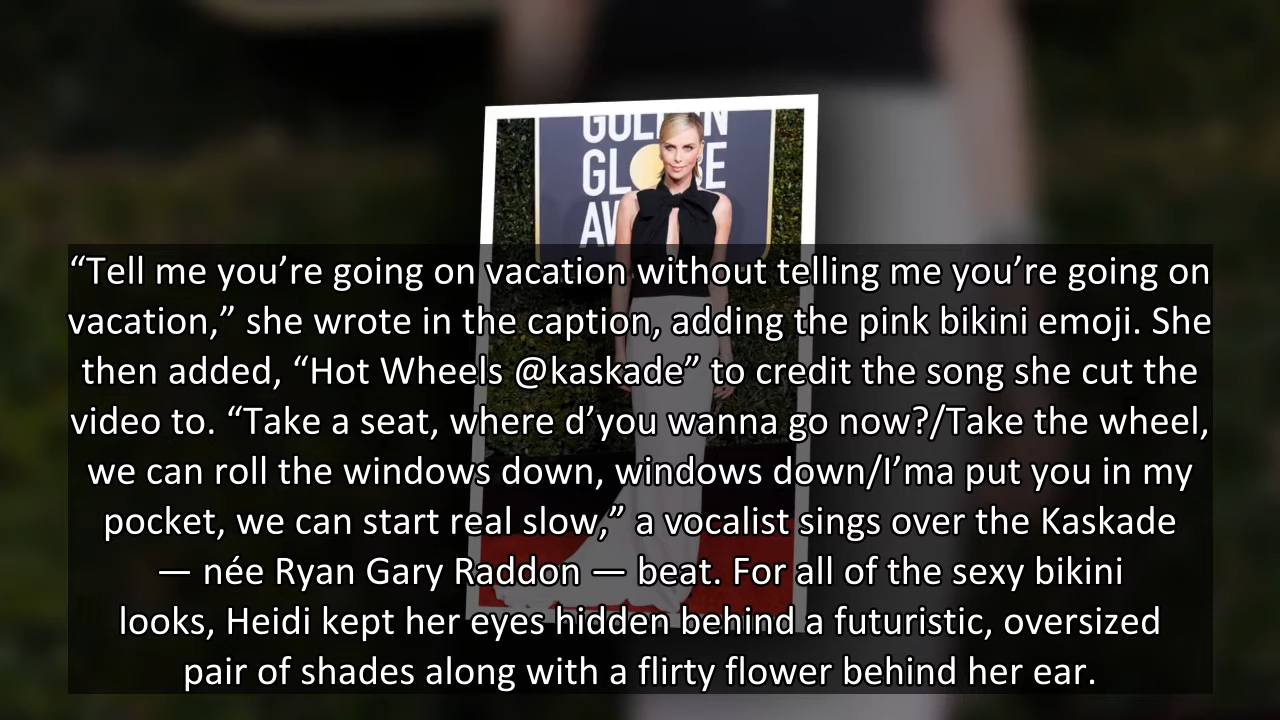 GOLDEN
GLOBE
AW
“Tell me you’re going on vacation without telling me you’re going on
vacation,” she wrote in the caption, adding the pink bikini emoji. She
then added, “Hot Wheels @kaskade” to credit the song she cut the
video to. “Take a seat, where d’you wanna go now?/Take the wheel,
we can roll the windows down, windows down/I’ma put you in my
pocket, we can start real slow,” a vocalist sings over the Kaskade
— née Ryan Gary Raddon — beat. For all of the sexy bikini
looks, Heidi kept her eyes hidden behind a futuristic, oversized
pair of shades along with a flirty flower behind her ear.